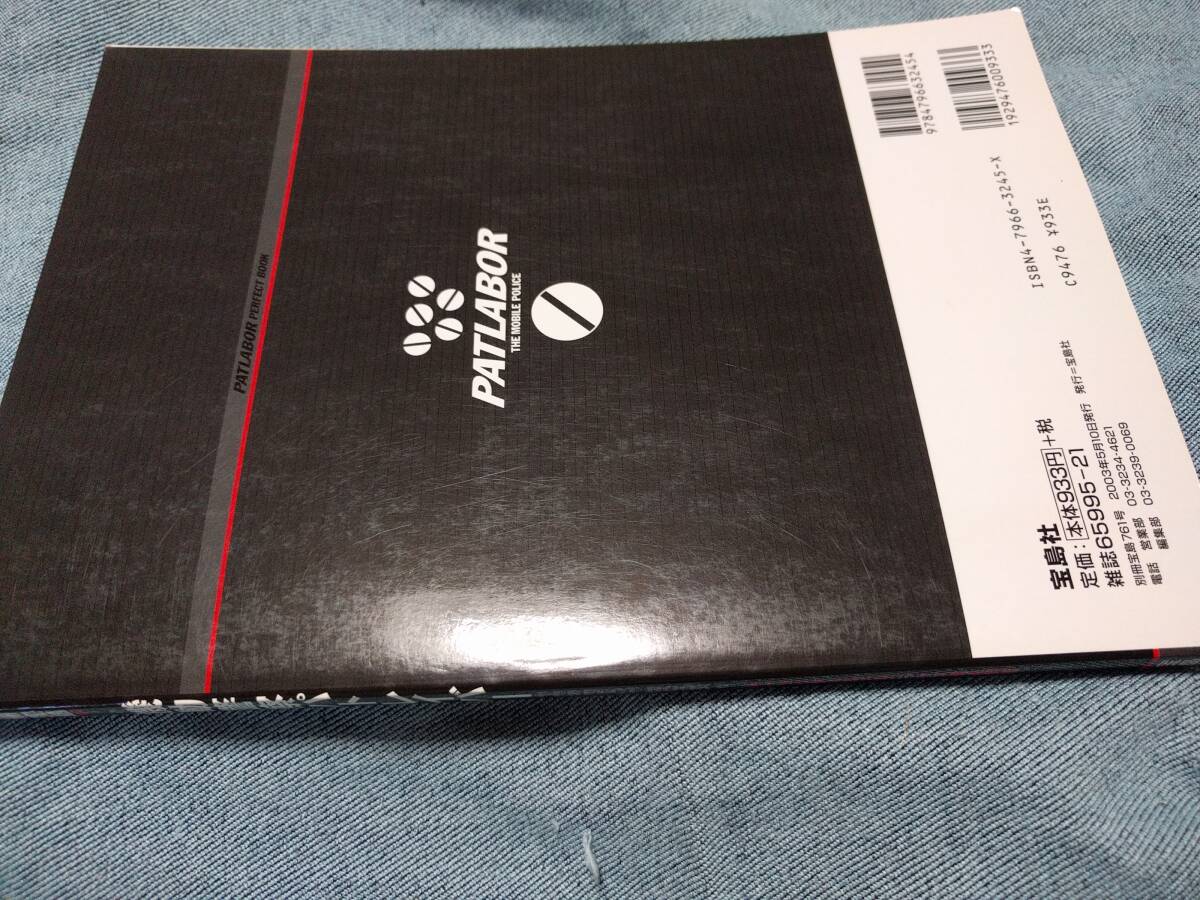 PATLABOR PERFECT BOOK
PATLABOR
THE MOBILE POLICE
9784796632454
1929476009333
ISBN4-7966-3245-X
C9476 ¥933E
宝島社
定価:本体933円+税
雑誌65995-21
別冊宝島761号 2003年5月10日発行 発行=宝島社
電話 営業部 03-3234-4621
編集部 03-3239-0069